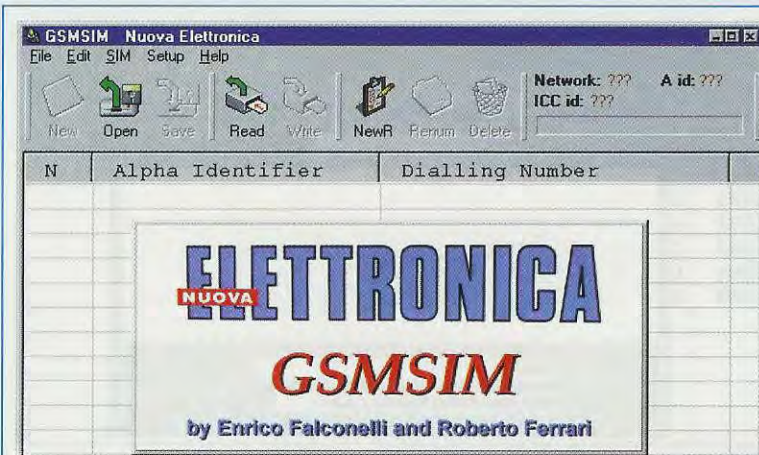 GSMSIM Nuova Elettronica
File Edit SIM Setup Help
New Open Save Read Write NewR Renum Delete
Network: ??? A id: ???
ICC id: ???
N Alpha Identifier Dialling Number
NUOVA ELETTRONICA
GSMSIM
by Enrico Falconelli and Roberto Ferrari